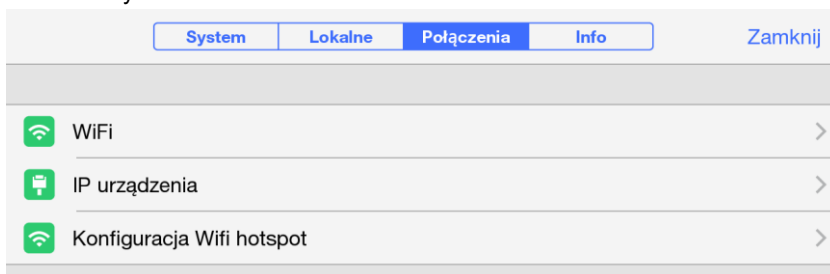 System Lokalne Połączenia Info Zamknij
WiFi
IP urządzenia
Konfiguracja Wifi hotspot